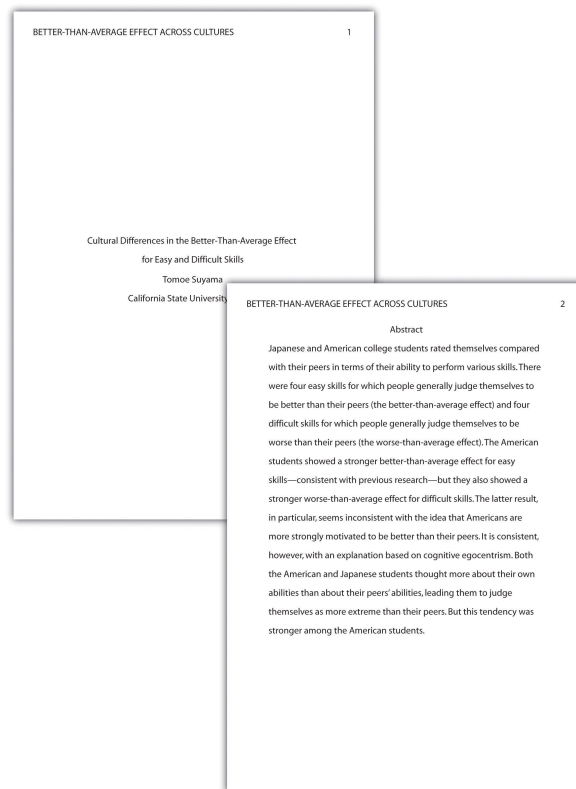 BETTER-THAN-AVERAGE EFFECT ACROSS CULTURES 1
Cultural Differences in the Better-Than-Average Effect
for Easy and Difficult Skills
Tomoe Suyama
California State University
BETTER-THAN-AVERAGE EFFECT ACROSS CULTURES 2
Abstract
Japanese and American college students rated themselves compared
with their peers in terms of their ability to perform various skills. There
were four easy skills for which people generally judge themselves to
be better than their peers (the better-than-average effect) and four
difficult skills for which people generally judge themselves to be
worse than their peers (the worse-than-average effect). The American
students showed a stronger better-than-average effect for easy
skills—consistent with previous research—but they also showed a
stronger worse-than-average effect for difficult skills. The latter result,
in particular, seems inconsistent with the idea that Americans are
more strongly motivated to be better than their peers. It is consistent,
however, with an explanation based on cognitive egocentrism. Both
the American and Japanese students thought more about their own
abilities than about their peers' abilities, leading them to judge
themselves as more extreme than their peers. But this tendency was
stronger among the American students.